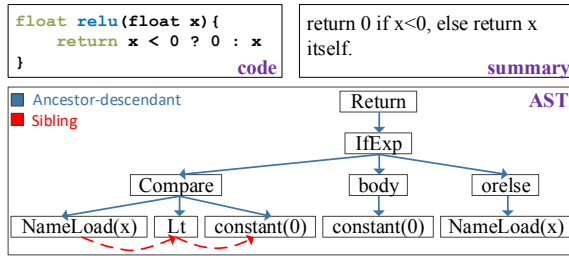 float relu(float x){
return x < 0 ? 0 : x
}
code
return 0 if x<0, else return x
itself.
summary
Ancestor-descendant
Sibling
AST
Return
IfExp
Compare
body
orelse
NameLoad(x)
Lt
constant(0)
constant(0)
NameLoad(x)